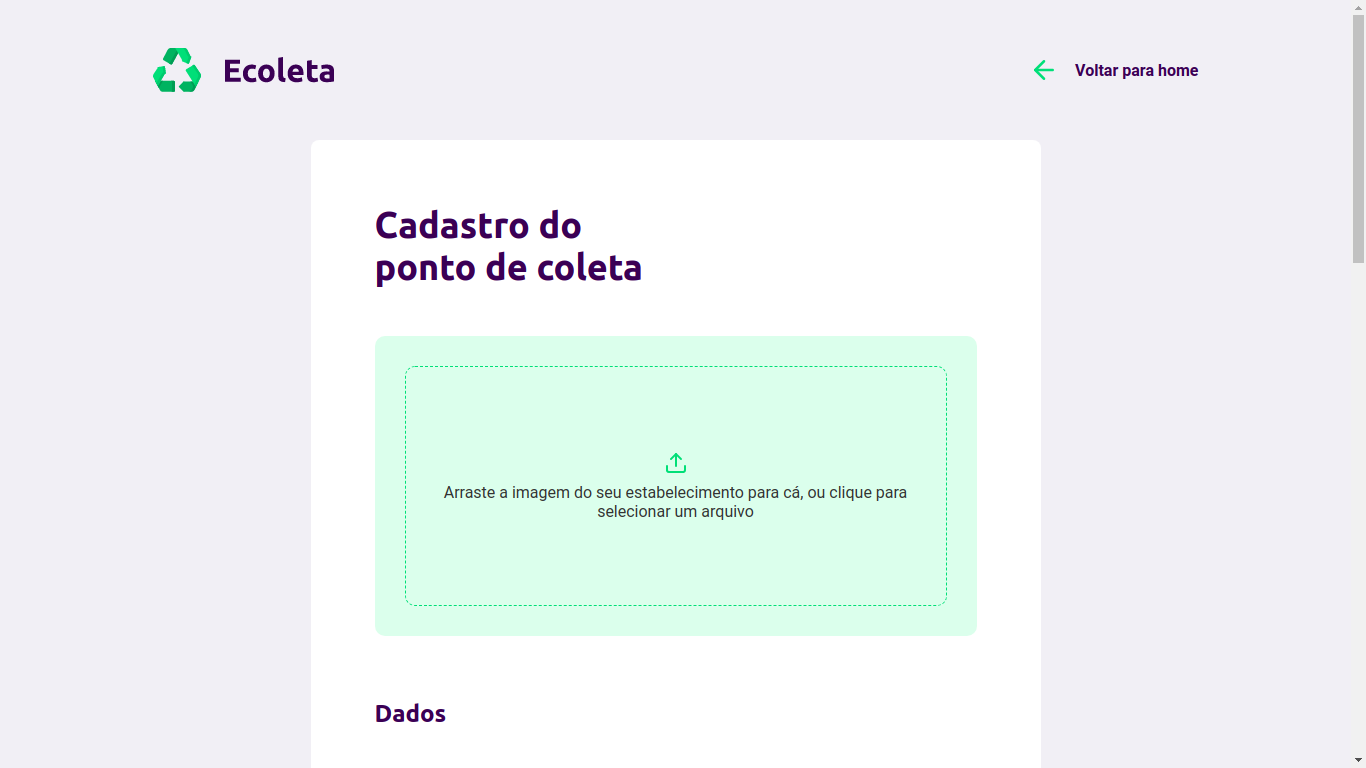 Ecoleta
Voltar para home
Cadastro do
ponto de coleta
Arraste a imagem do seu estabelecimento para cá, ou clique para
selecionar um arquivo
Dados